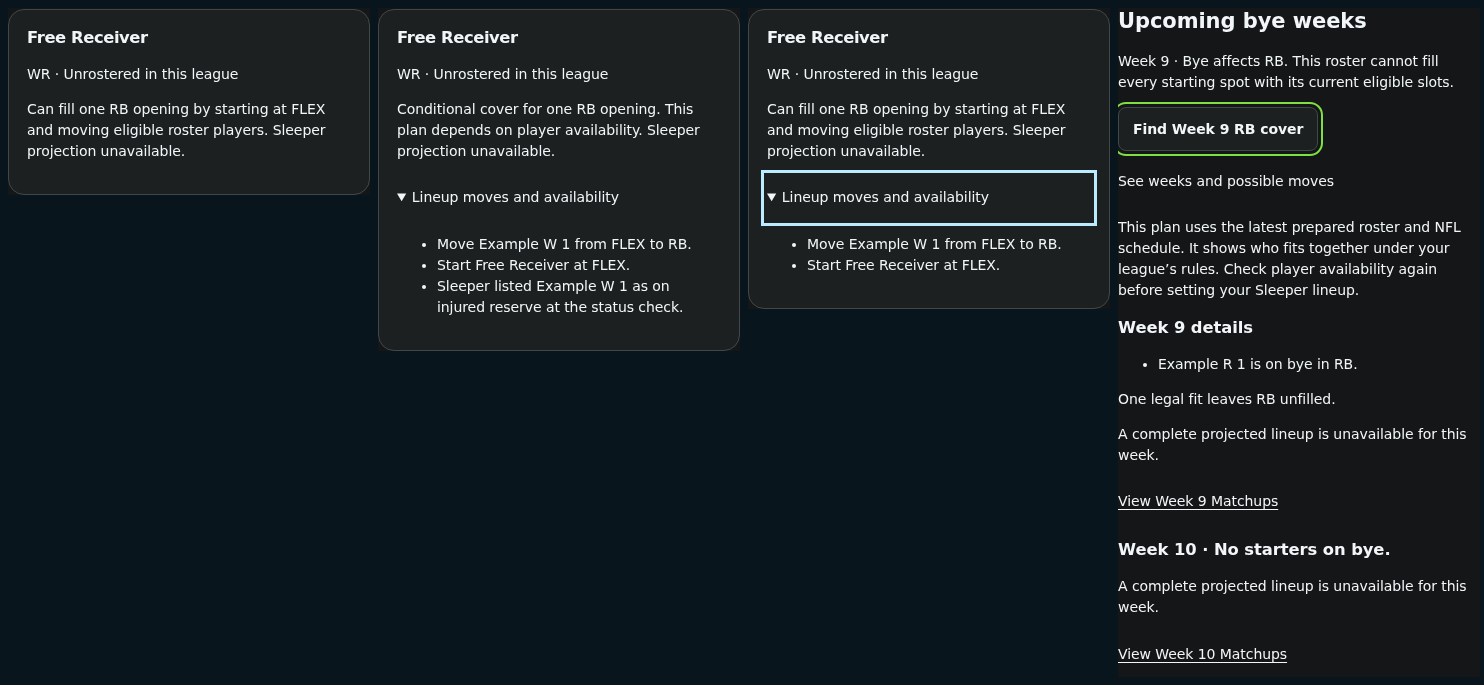 Free Receiver
WR · Unrostered in this league
Can fill one RB opening by starting at FLEX
and moving eligible roster players. Sleeper
projection unavailable.
Free Receiver
WR · Unrostered in this league
Conditional cover for one RB opening. This
plan depends on player availability. Sleeper
projection unavailable.
▼ Lineup moves and availability
• Move Example W 1 from FLEX to RB.
• Start Free Receiver at FLEX.
• Sleeper listed Example W 1 as on
injured reserve at the status check.
Free Receiver
WR · Unrostered in this league
Can fill one RB opening by starting at FLEX
and moving eligible roster players. Sleeper
projection unavailable.
▼ Lineup moves and availability
• Move Example W 1 from FLEX to RB.
• Start Free Receiver at FLEX.
Upcoming bye weeks
Week 9 · Bye affects RB. This roster cannot fill
every starting spot with its current eligible slots.
Find Week 9 RB cover
See weeks and possible moves
This plan uses the latest prepared roster and NFL
schedule. It shows who fits together under your
league’s rules. Check player availability again
before setting your Sleeper lineup.
Week 9 details
• Example R 1 is on bye in RB.
One legal fit leaves RB unfilled.
A complete projected lineup is unavailable for this
week.
View Week 9 Matchups
Week 10 · No starters on bye.
A complete projected lineup is unavailable for this
week.
View Week 10 Matchups